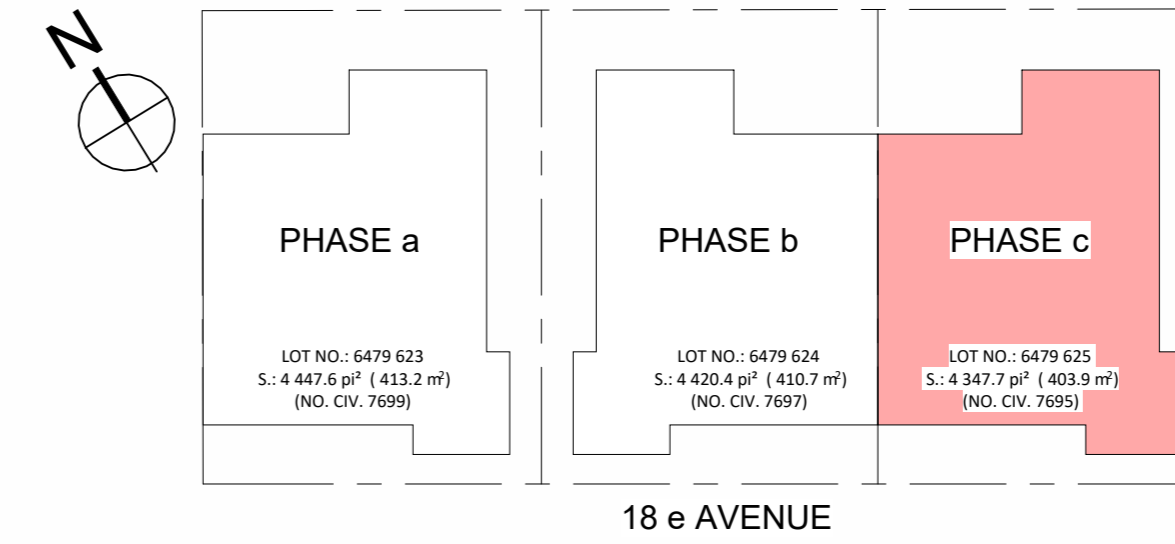 N
PHASE a
LOT NO.: 6479 623
S.: 4 447.6 pi² ( 413.2 m²)
(NO. CIV. 7699)
PHASE b
LOT NO.: 6479 624
S.: 4 420.4 pi² ( 410.7 m²)
(NO. CIV. 7697)
PHASE c
LOT NO.: 6479 625
S.: 4 347.7 pi² ( 403.9 m²)
(NO. CIV. 7695)
18 e AVENUE